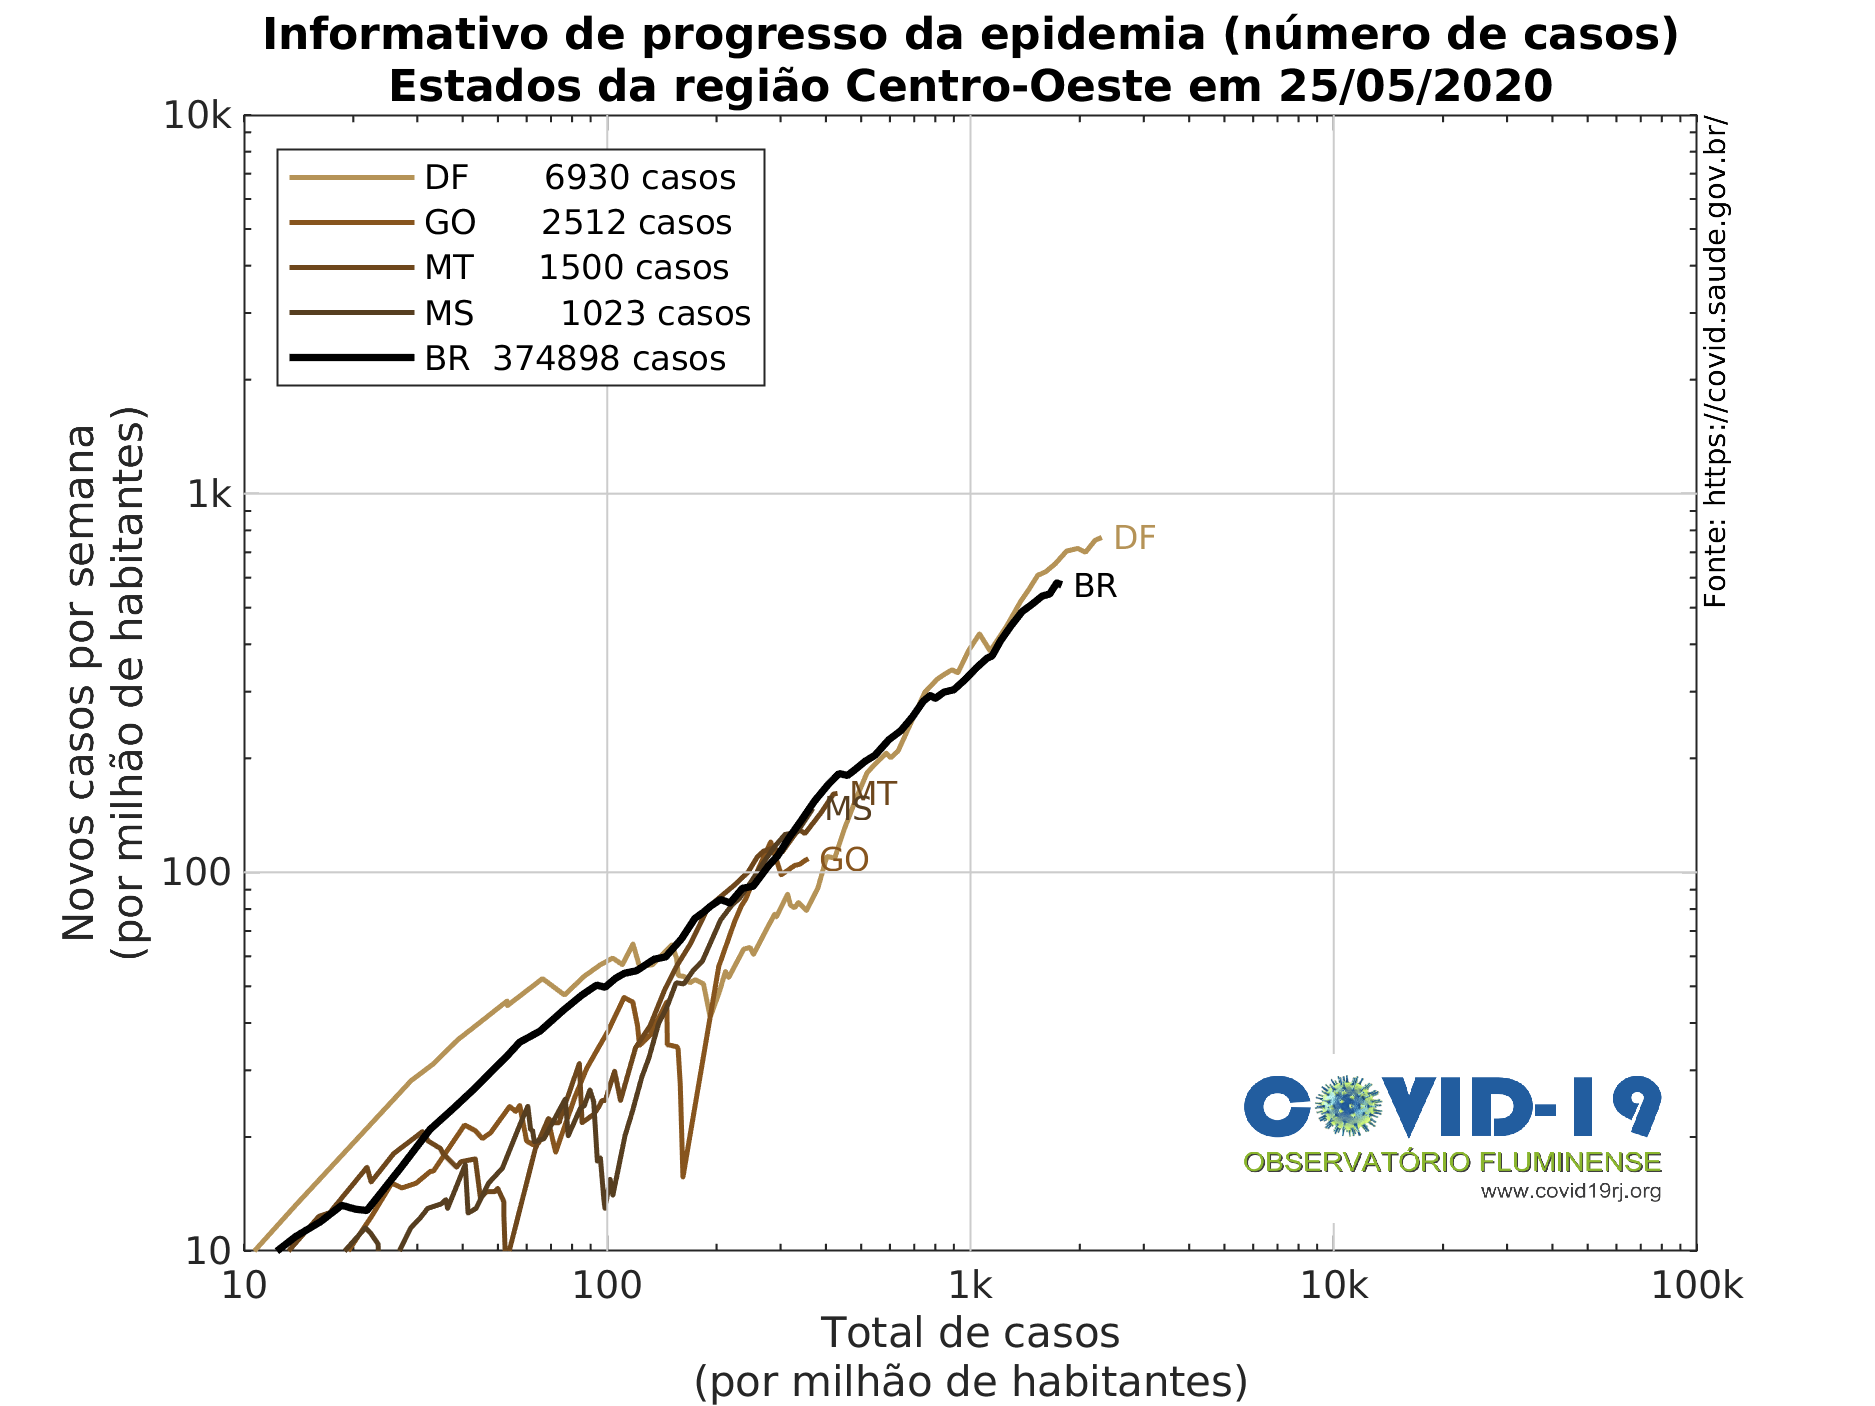 Informativo de progresso da epidemia (número de casos)
Estados da região Centro-Oeste em 25/05/2020
10k
1k
100
10
Novos casos por semana
(por milhão de habitantes)
DF 6930 casos
GO 2512 casos
MT 1500 casos
MS 1023 casos
BR 374898 casos
DF
BR
MT
MS
GO
Fonte: https://covid.saude.gov.br/
COVID-19
OBSERVATÓRIO FLUMINENSE
www.covid19rj.org
10 100 1k 10k 100k
Total de casos
(por milhão de habitantes)